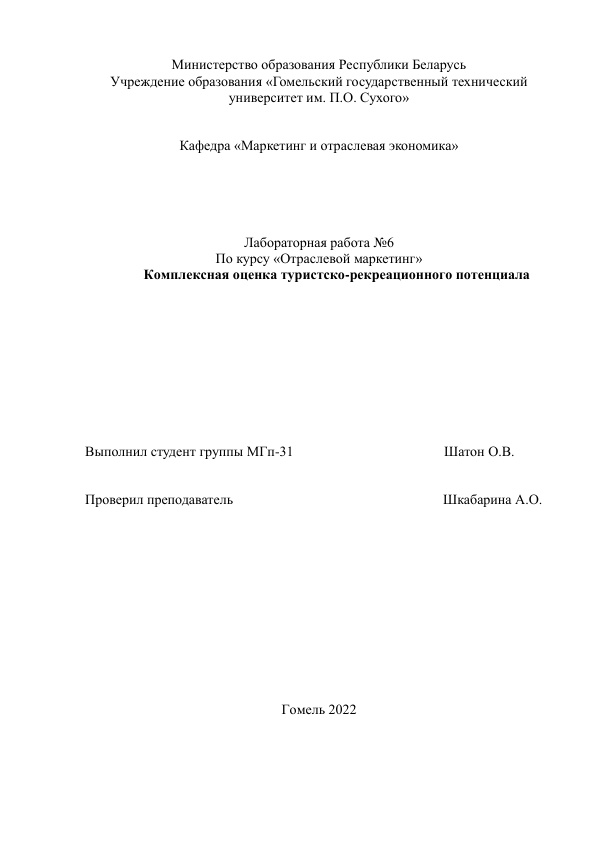 Министерство образования Республики Беларусь
Учреждение образования «Гомельский государственный технический
университет им. П.О. Сухого»
Кафедра «Маркетинг и отраслевая экономика»
Лабораторная работа №6
По курсу «Отраслевой маркетинг»
Комплексная оценка туристско-рекреационного потенциала
Выполнил студент группы МГп-31 Шатон О.В.
Проверил преподаватель Шкабарина А.О.
Гомель 2022